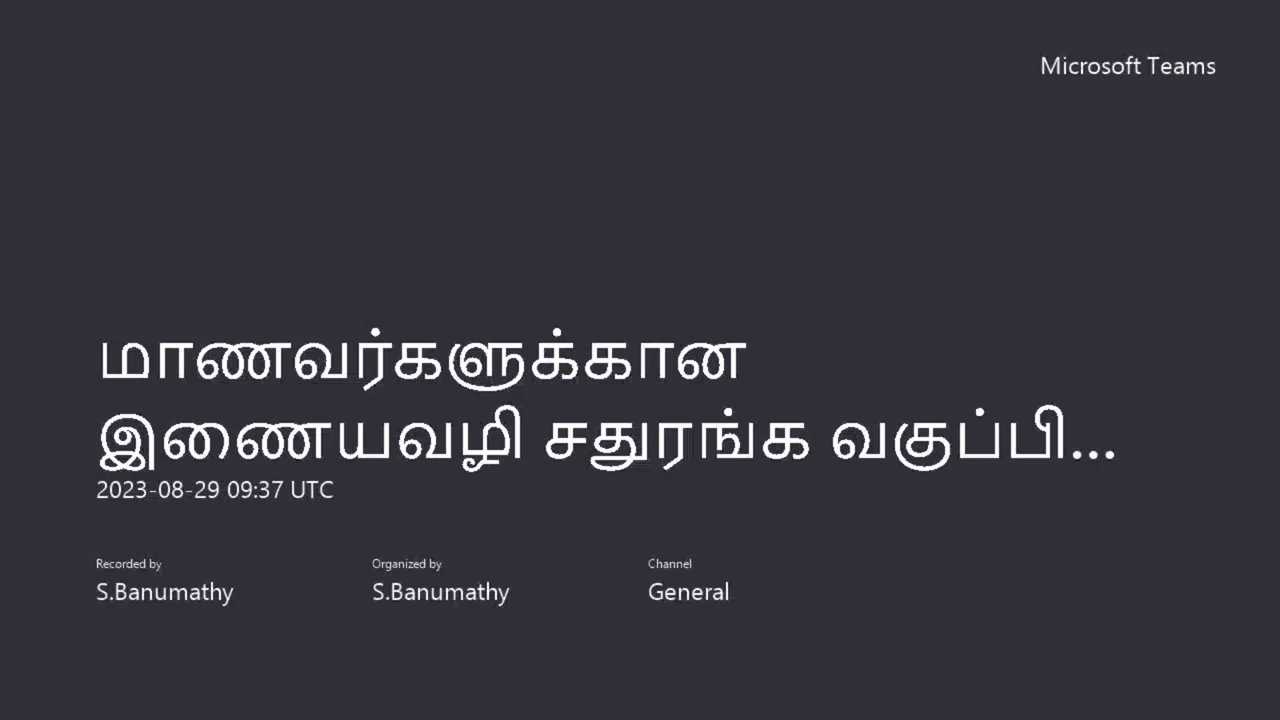 Microsoft Teams
மாணவர்களுக்கான
இணையவழி சதுரங்க வகுப்பி...
2023-08-29 09:37 UTC
Recorded by Organized by Channel
S.Banumathy S.Banumathy General